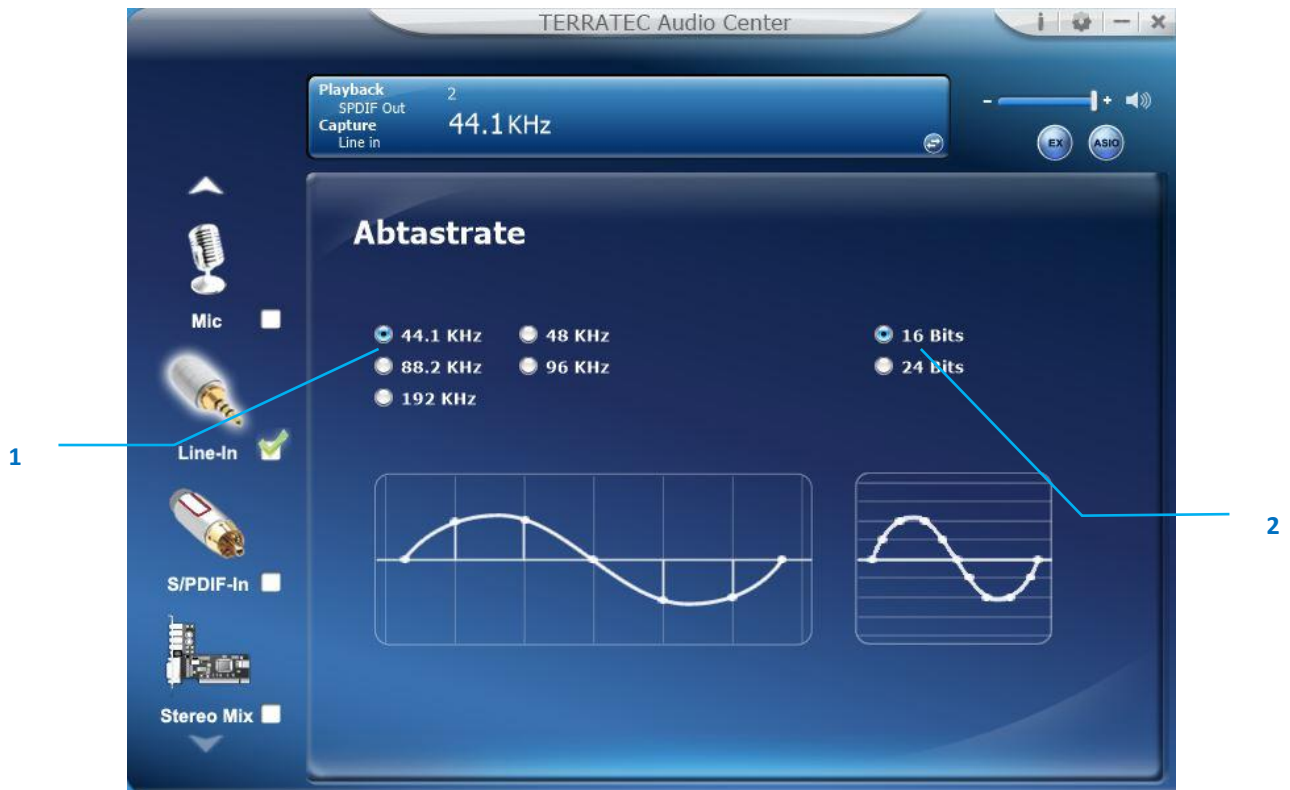 TERRATEC Audio Center
i
Playback 2
SPDIF Out
Capture 44.1KHz
Line in
- +
EX ASIO
Abtastrate
Mic
44.1 KHz 48 KHz 16 Bits
88.2 KHz 96 KHz 24 Bits
192 KHz
1
Line-In
2
S/PDIF-In
Stereo Mix